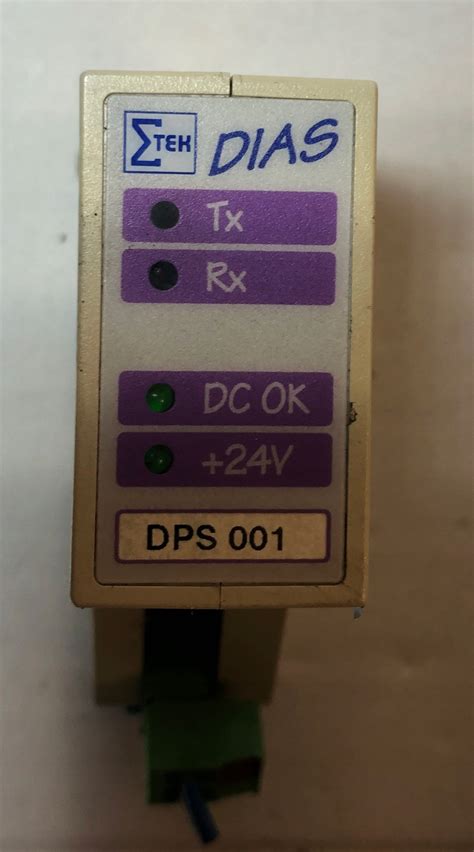 ΣTEK DIAS
Tx
Rx
DC OK
+24V
DPS 001